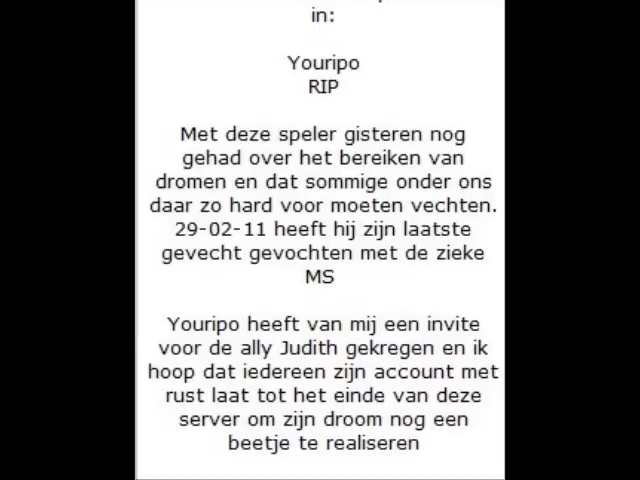 in:
Youripo
RIP
Met deze speler gisteren nog
gehad over het bereiken van
dromen en dat sommige onder ons
daar zo hard voor moeten vechten.
29-02-11 heeft hij zijn laatste
gevecht gevochten met de zieke
MS
Youripo heeft van mij een invite
voor de ally Judith gekregen en ik
hoop dat iedereen zijn account met
rust laat tot het einde van deze
server om zijn droom nog een
beetje te realiseren